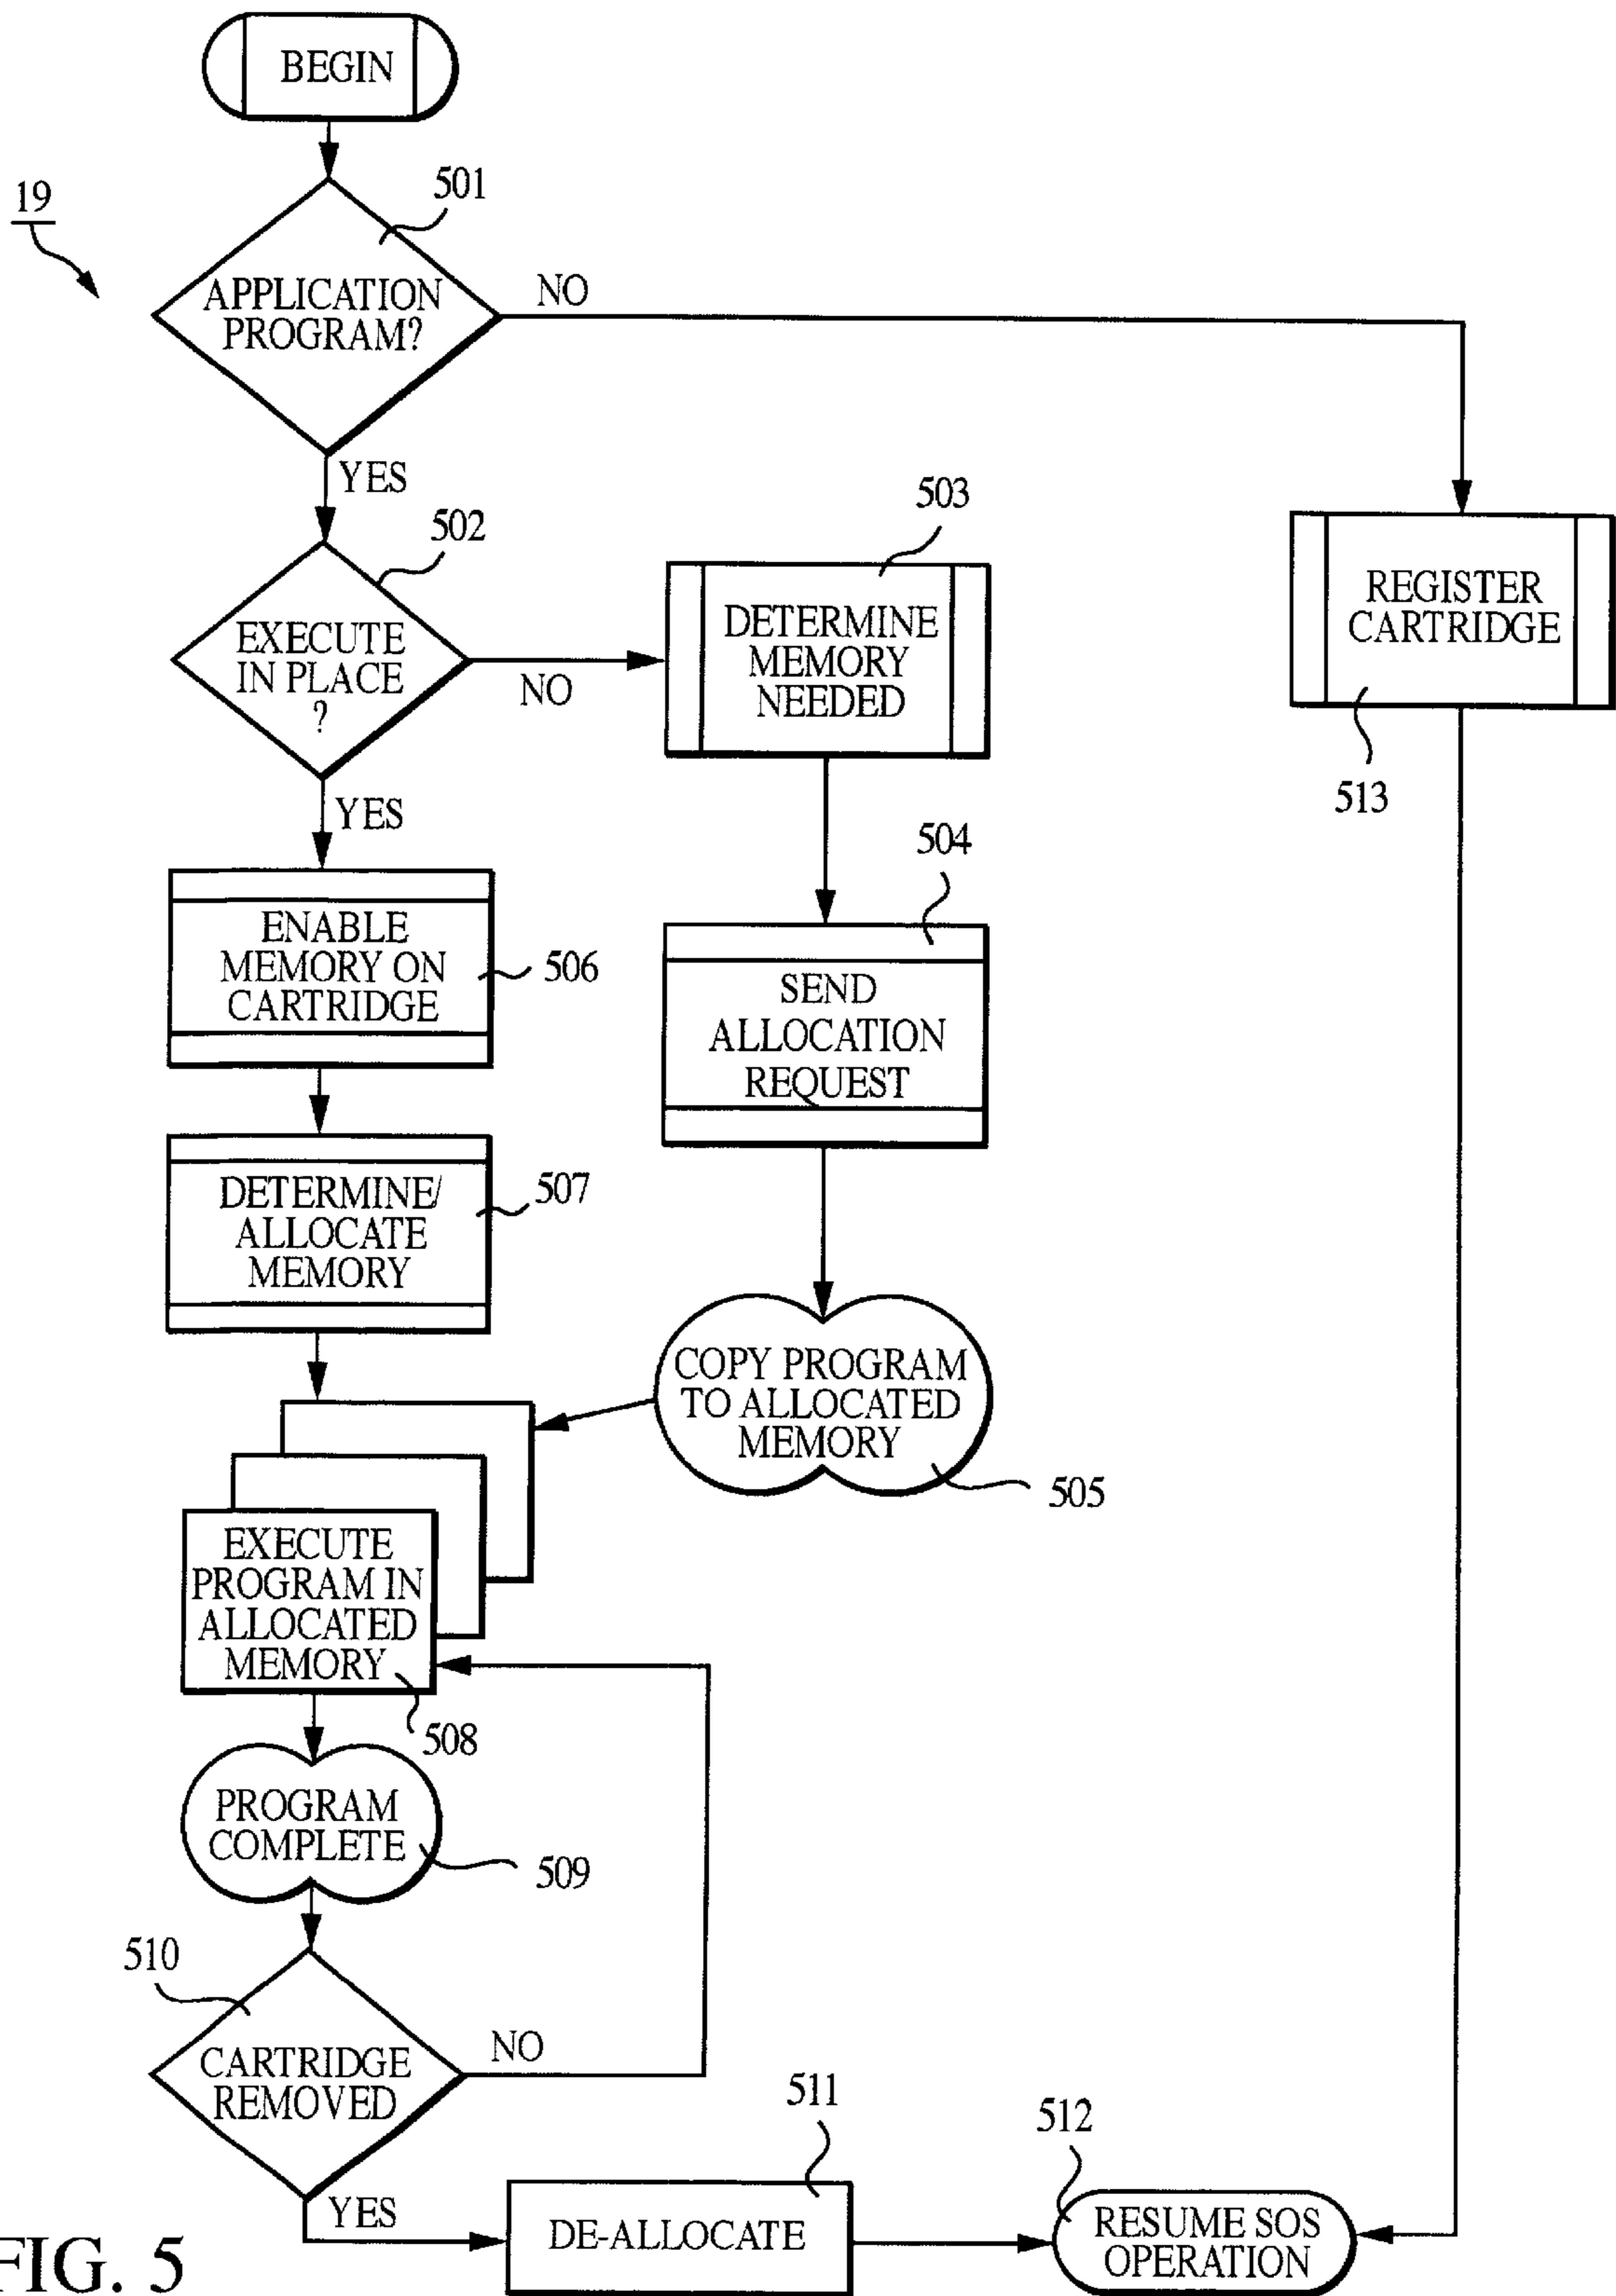 BEGIN
501
19
APPLICATION
PROGRAM?
NO
YES
502
503
EXECUTE
IN PLACE
?
NO
DETERMINE
MEMORY
NEEDED
REGISTER
CARTRIDGE
513
YES
504
ENABLE
MEMORY ON
CARTRIDGE
506
SEND
ALLOCATION
REQUEST
DETERMINE/
ALLOCATE
MEMORY
507
COPY PROGRAM
TO ALLOCATED
MEMORY
505
EXECUTE
PROGRAM IN
ALLOCATED
MEMORY
508
PROGRAM
COMPLETE
509
510
CARTRIDGE
REMOVED
NO
YES
511
DE-ALLOCATE
512
RESUME SOS
OPERATION
FIG. 5